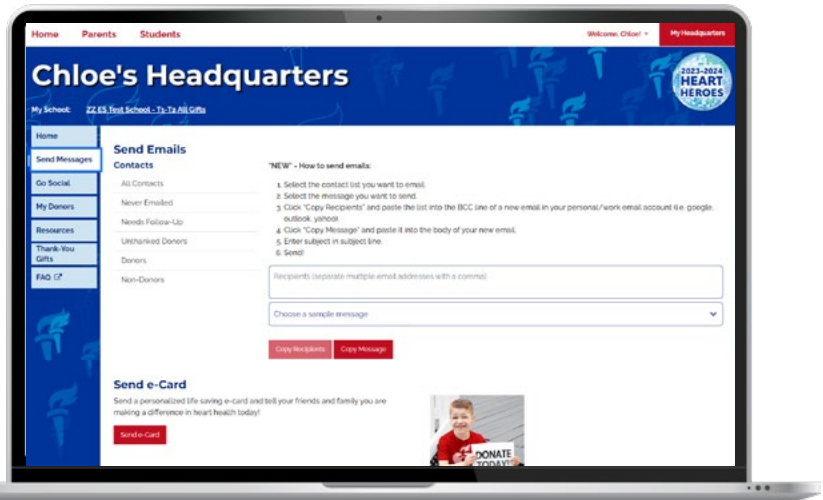 Home Parents Students Welcome, Chloe! My Headquarters
Chloe's Headquarters
2023-2024
HEART
HEROES
My School: ZZ ES Test School - Ts-Ta All Gifts
Home
Send Messages
Go Social
My Donors
Resources
Thank-You
Gifts
FAQ
Send Emails
Contacts
All Contacts
Never Emailed
Needs Follow-Up
Unthanked Donors
Donors
Non-Donors
*NEW* - How to send emails:
1. Select the contact list you want to email.
2. Select the message you want to send.
3. Click "Copy Recipients" and paste the list into the BCC line of a new email in your personal/work email account (i.e. google,
outlook, yahoo)
4. Click "Copy Message" and paste it into the body of your new email.
5. Enter subject in subject line.
6. Send!
Recipients (separate multiple email addresses with a comma)
Choose a sample message
Copy Recipients Copy Message
Send e-Card
Send a personalized life saving e-card and tell your friends and family you are
making a difference in heart health today!
Send e-Card
DONATE
TODAY!